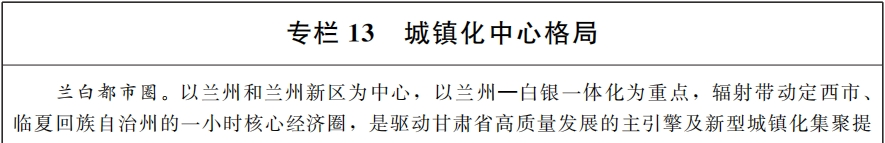 专栏 13 城镇化中心格局
兰白都市圈。以兰州和兰州新区为中心，以兰州—白银一体化为重点，辐射带动定西市、
临夏回族自治州的一小时核心经济圈，是驱动甘肃省高质量发展的主引擎及新型城镇化集聚提